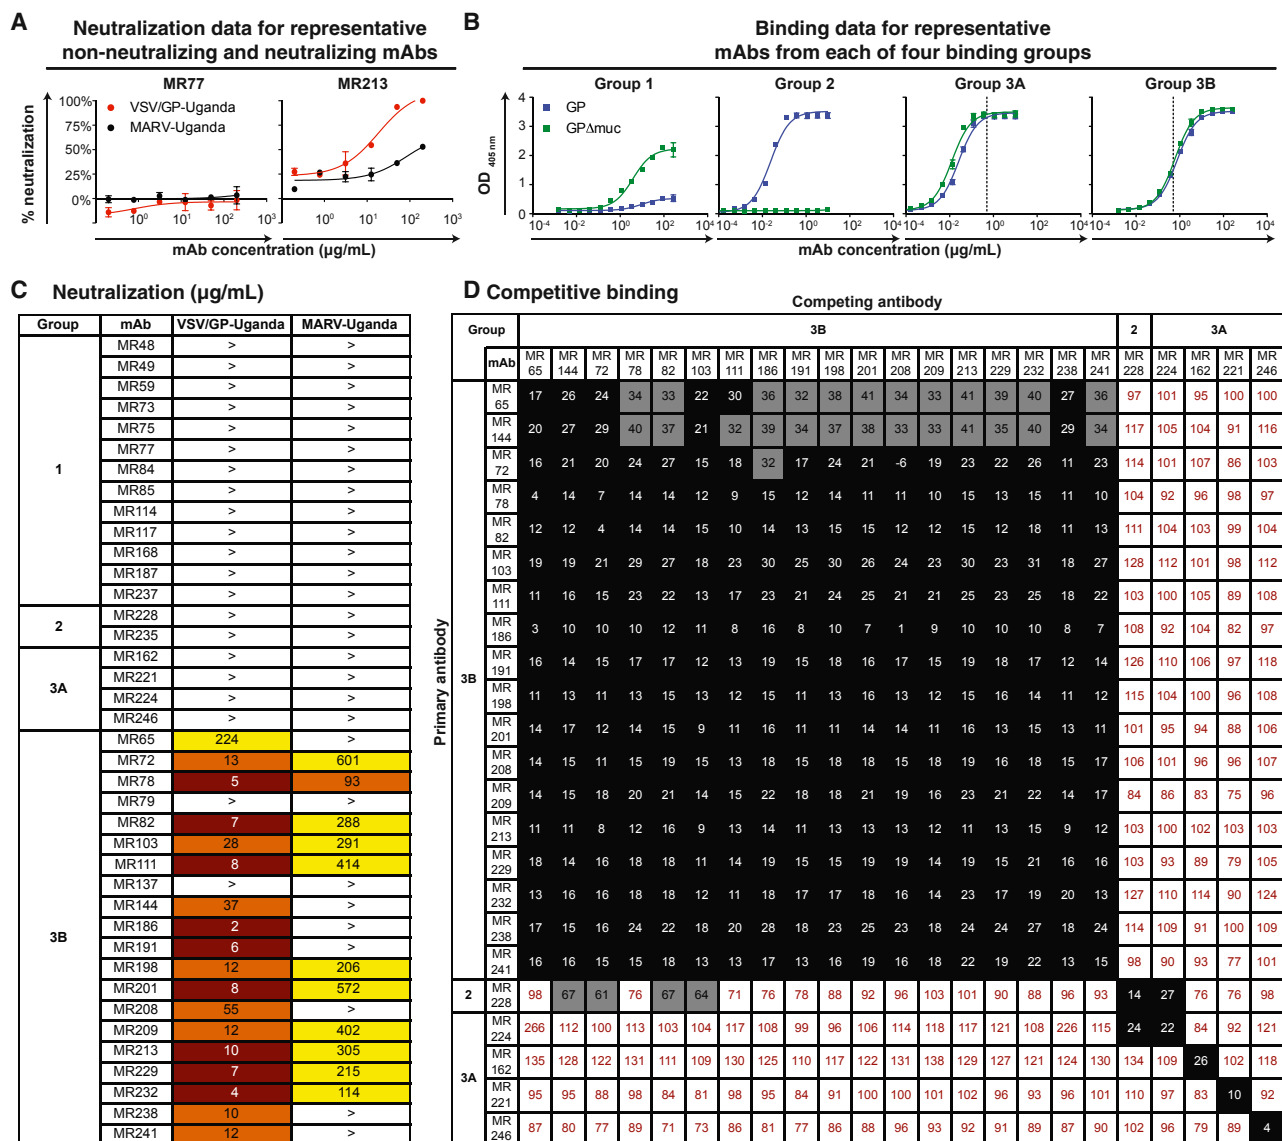 A
Neutralization data for representative
non-neutralizing and neutralizing mAbs
MR77
MR213
100%
75%
50%
25%
0%
% neutralization
VSV/GP-Uganda
MARV-Uganda
10⁰ 10¹ 10² 10³
10⁰ 10¹ 10² 10³
mAb concentration (µg/mL)
B
Binding data for representative
mAbs from each of four binding groups
Group 1
Group 2
Group 3A
Group 3B
4
3
2
1
0
OD 405 nm
GP
GPΔmuc
10⁻⁴ 10⁻² 10⁰ 10² 10⁴
10⁻⁴ 10⁻² 10⁰ 10² 10⁴
10⁻⁴ 10⁻² 10⁰ 10² 10⁴
10⁻⁴ 10⁻² 10⁰ 10² 10⁴
mAb concentration (µg/mL)
C Neutralization (µg/mL)
Group mAb VSV/GP-Uganda MARV-Uganda
1
MR48 > >
MR49 > >
MR59 > >
MR73 > >
MR75 > >
MR77 > >
MR84 > >
MR85 > >
MR114 > >
MR117 > >
MR168 > >
MR187 > >
MR237 > >
2
MR228 > >
MR235 > >
3A
MR162 > >
MR221 > >
MR224 > >
MR246 > >
3B
MR65 224 >
MR72 13 601
MR78 5 93
MR79 > >
MR82 7 288
MR103 28 291
MR111 8 414
MR137 > >
MR144 37 >
MR186 2 >
MR191 6 >
MR198 12 206
MR201 8 572
MR208 55 >
MR209 12 402
MR213 10 305
MR229 7 215
MR232 4 114
MR238 10 >
MR241 12 >
D Competitive binding
Competing antibody
Primary antibody
Group 3B 2 3A
mAb MR 65 MR 144 MR 72 MR 78 MR 82 MR 103 MR 111 MR 186 MR 191 MR 198 MR 201 MR 208 MR 209 MR 213 MR 229 MR 232 MR 238 MR 241 MR 228 MR 224 MR 162 MR 221 MR 246
3B
MR 65 17 26 24 34 33 22 30 36 32 38 41 34 33 41 39 40 27 36 97 101 95 100 100
MR 144 20 27 29 40 37 21 32 39 34 37 38 33 33 41 35 40 29 34 117 105 104 91 116
MR 72 16 21 20 24 27 15 18 32 17 24 21 -6 19 23 22 26 11 23 114 101 107 86 103
MR 78 4 14 7 14 14 12 9 15 12 14 11 11 10 15 13 15 11 10 104 92 96 98 97
MR 82 12 12 4 14 14 15 10 14 13 15 15 12 12 15 12 18 11 13 111 104 103 99 104
MR 103 19 19 21 29 27 18 23 30 25 30 26 24 23 30 23 31 18 27 128 112 101 98 112
MR 111 11 16 15 23 22 13 17 23 21 24 25 21 21 25 23 25 18 22 103 100 105 89 108
MR 186 3 10 10 10 12 11 8 16 8 10 7 1 9 10 10 10 8 7 108 92 104 82 97
MR 191 16 14 15 17 17 12 13 19 15 18 16 17 15 19 18 17 12 14 126 110 106 97 118
MR 198 11 13 11 13 15 13 12 15 11 13 16 13 12 15 16 14 11 12 115 104 100 96 108
MR 201 14 17 12 14 15 9 11 16 11 11 14 14 11 16 13 15 13 11 101 95 94 88 106
MR 208 14 15 11 15 19 15 13 18 15 18 15 18 15 19 16 18 15 17 106 101 96 96 107
MR 209 14 15 18 20 21 14 15 22 18 18 21 19 16 23 21 22 14 17 84 86 83 75 96
MR 213 11 11 8 12 16 9 13 14 11 13 13 13 12 11 13 15 9 12 103 100 102 103 103
MR 229 18 14 16 18 18 11 14 19 15 15 19 19 14 19 15 21 16 16 103 93 89 79 105
MR 232 13 16 16 18 18 12 11 18 17 17 18 16 14 23 17 19 20 13 127 110 114 90 124
MR 238 17 15 16 24 22 18 20 28 18 23 25 23 18 24 24 27 18 24 114 109 91 100 109
MR 241 16 16 15 15 18 13 13 17 13 16 19 16 18 22 19 22 13 15 98 90 93 77 101
2
MR 228 98 67 61 76 67 64 71 76 78 88 92 96 103 101 90 88 96 93 14 27 76 76 98
3A
MR 224 266 112 100 113 103 104 117 108 99 96 106 114 118 117 121 108 226 115 24 22 84 92 121
MR 162 135 128 122 131 111 109 130 125 110 117 122 131 138 129 127 121 124 130 134 109 26 102 118
MR 221 95 95 88 98 84 81 98 95 84 91 100 100 101 102 96 93 96 101 110 97 83 10 92
MR 246 87 80 77 89 71 73 86 81 77 86 90 96 93 92 91 89 87 90 102 96 79 89 4